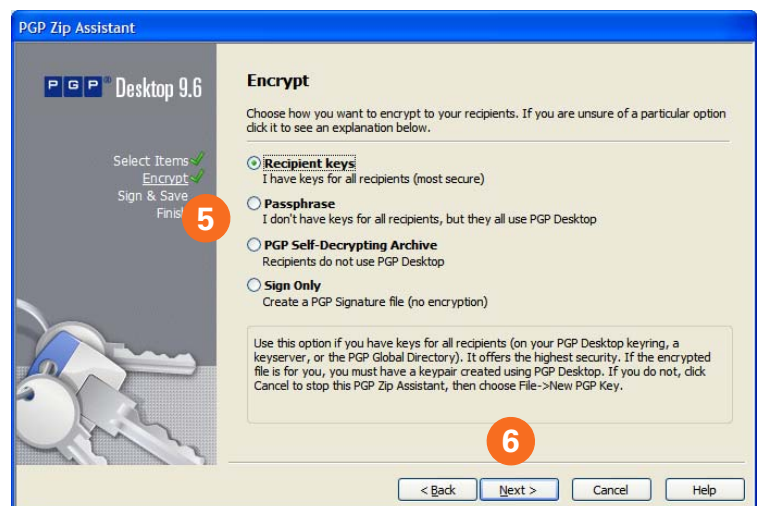 PGP Zip Assistant
PGP® Desktop 9.6
Select Items
Encrypt
Sign & Save
Finish
5
Encrypt
Choose how you want to encrypt to your recipients. If you are unsure of a particular option
click it to see an explanation below.
Recipient keys
I have keys for all recipients (most secure)
Passphrase
I don't have keys for all recipients, but they all use PGP Desktop
PGP Self-Decrypting Archive
Recipients do not use PGP Desktop
Sign Only
Create a PGP Signature file (no encryption)
Use this option if you have keys for all recipients (on your PGP Desktop keyring, a
keyserver, or the PGP Global Directory). It offers the highest security. If the encrypted
file is for you, you must have a keypair created using PGP Desktop. If you do not, click
Cancel to stop this PGP Zip Assistant, then choose File->New PGP Key.
6
< Back
Next >
Cancel
Help